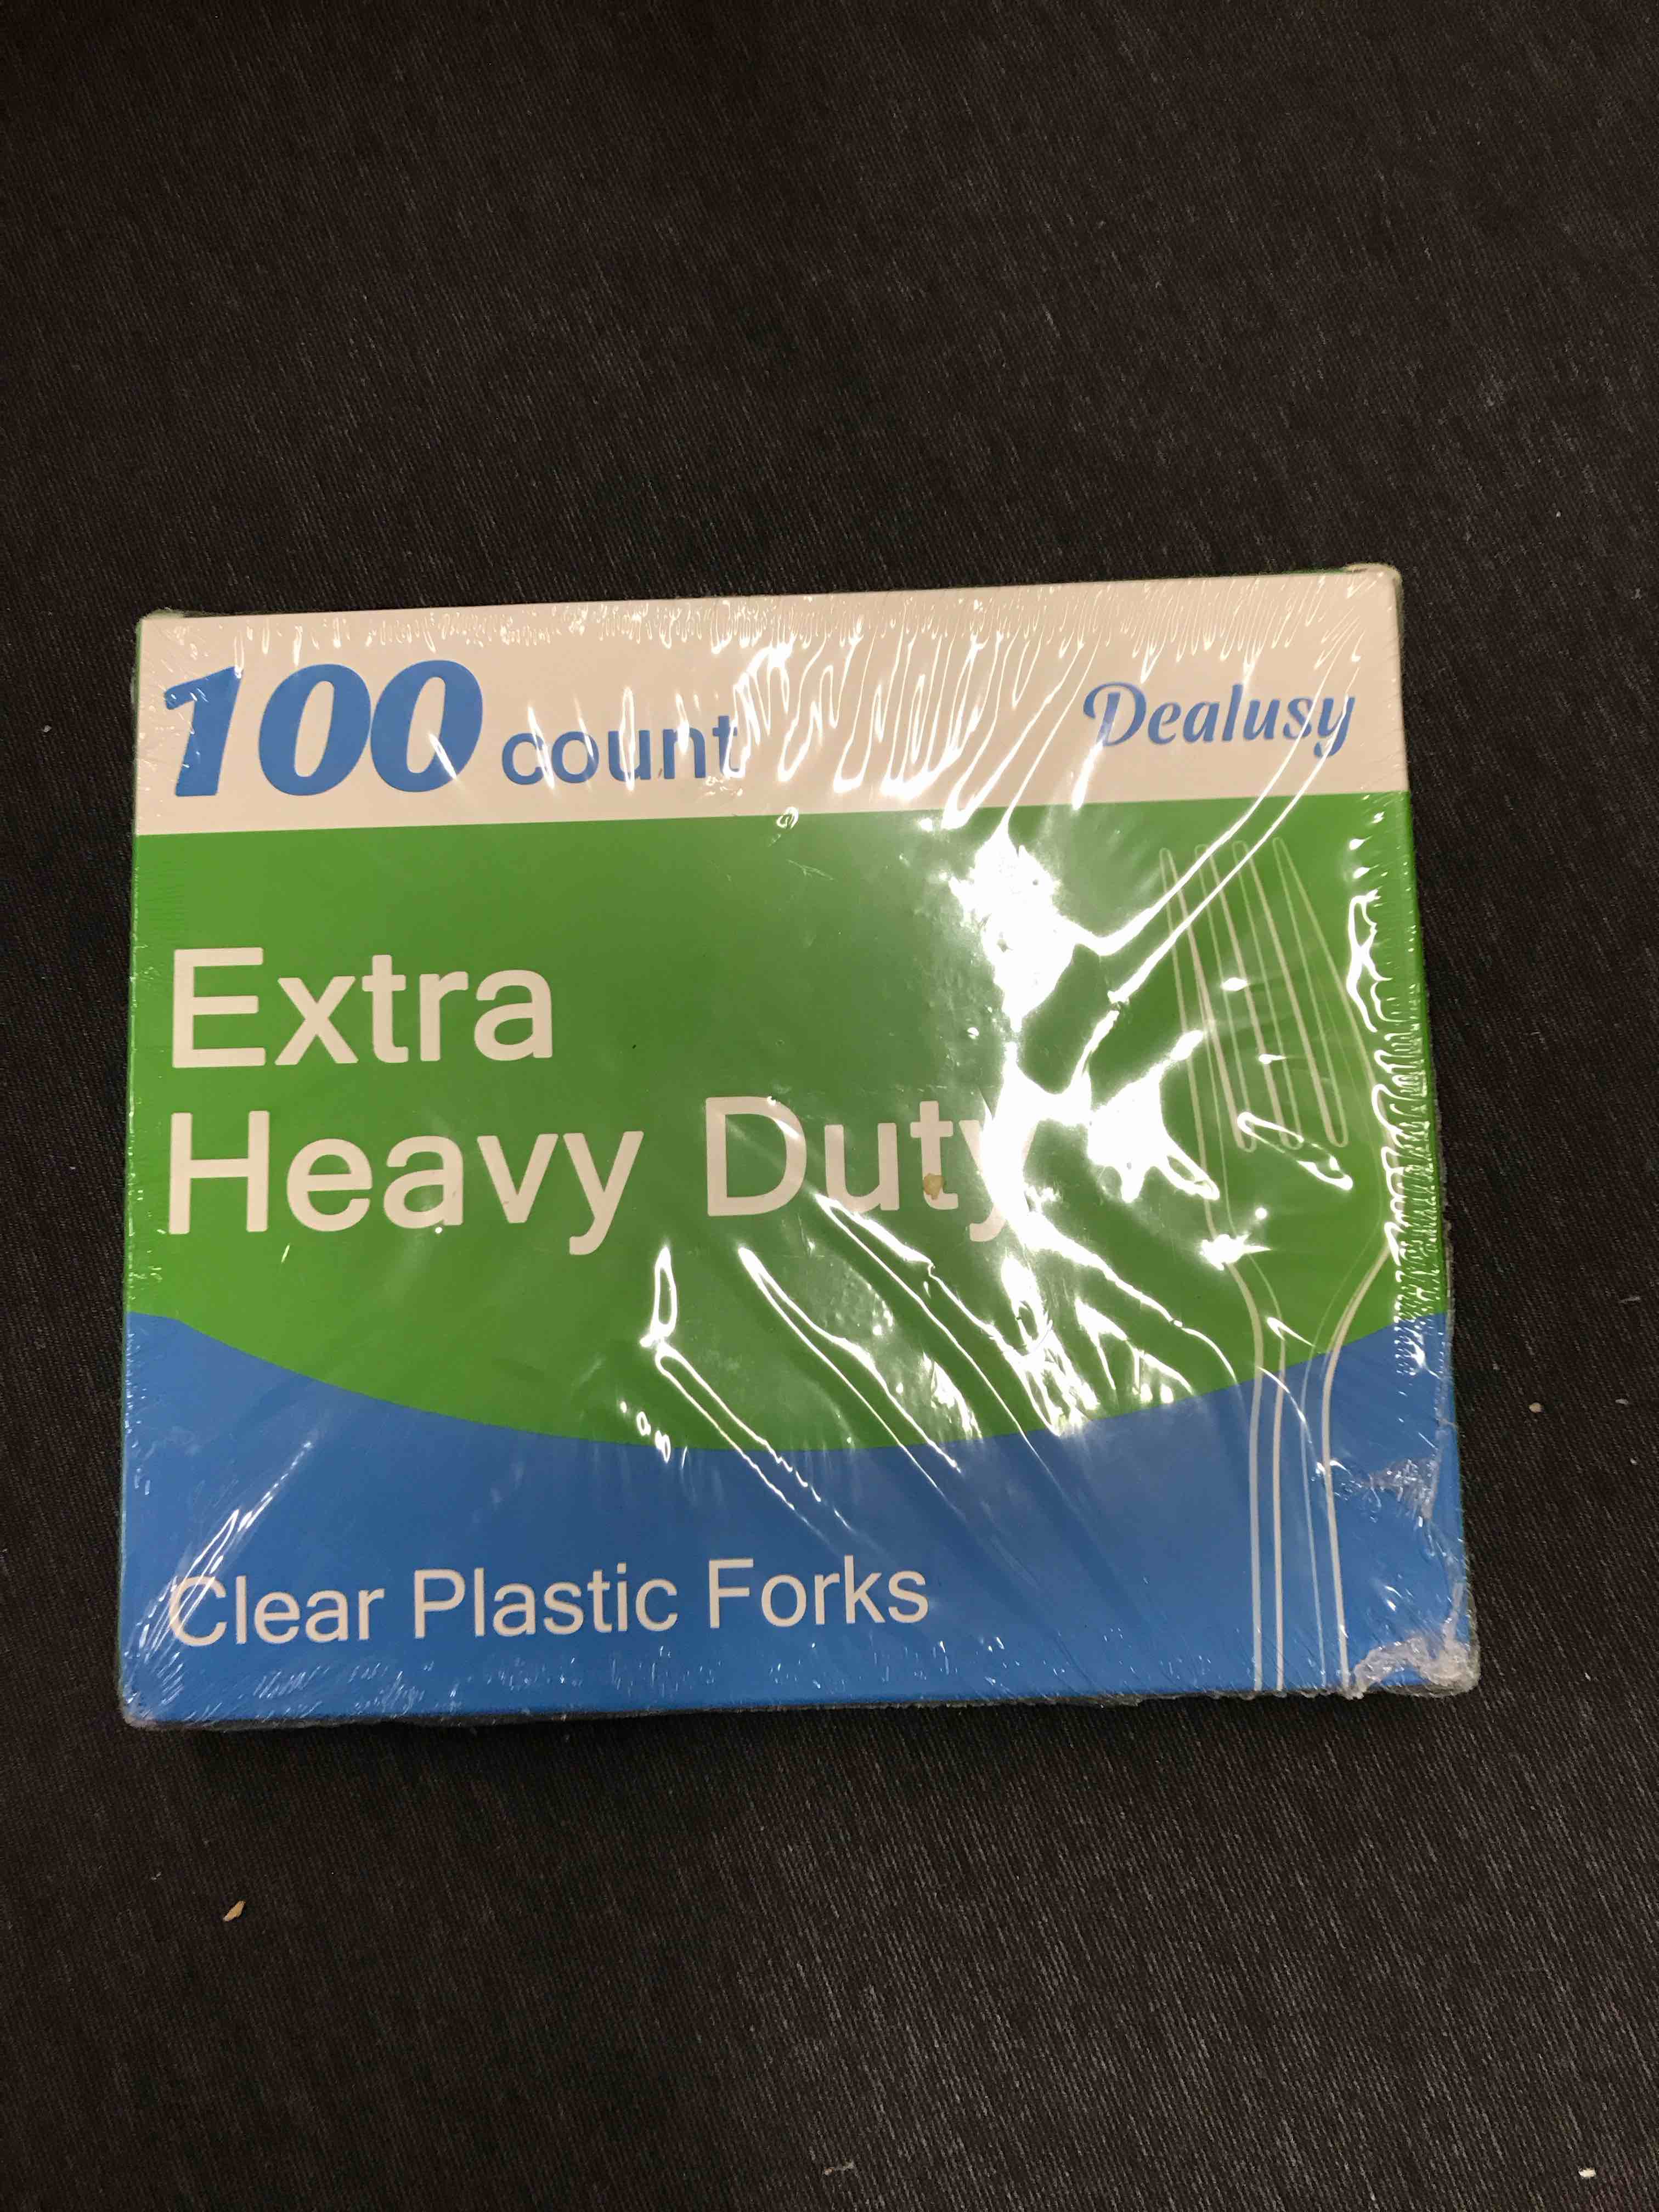 100 count
Dealusy
Extra
Heavy Duty
Clear Plastic Forks